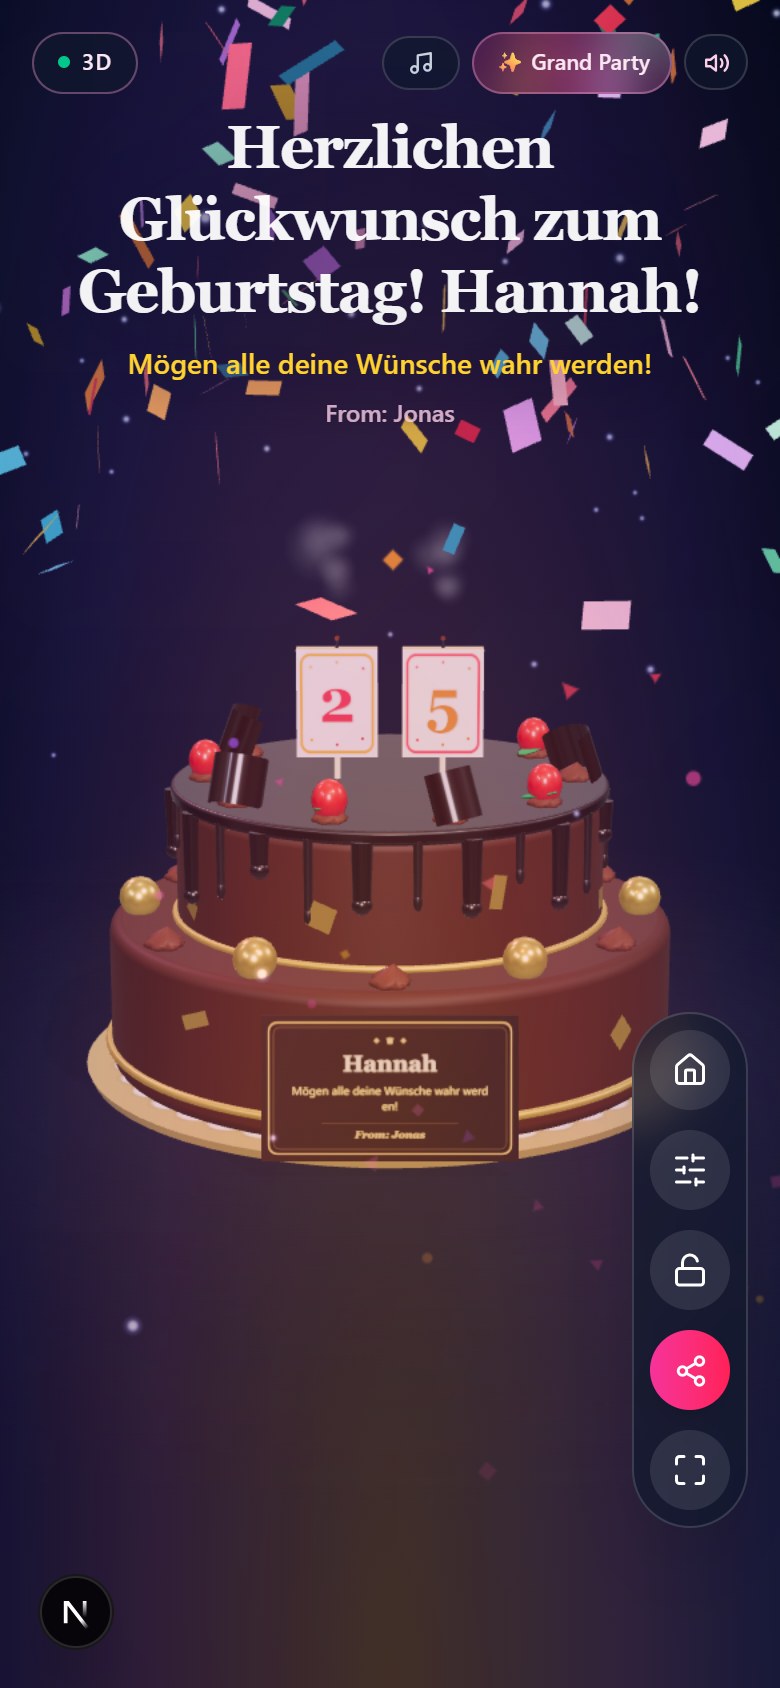 3D
Grand Party
Herzlichen
Glückwunsch zum
Geburtstag! Hannah!
Mögen alle deine Wünsche wahr werden!
From: Jonas
2 5
Hannah
Mögen alle deine Wünsche wahr werd
en!
From: Jonas
N